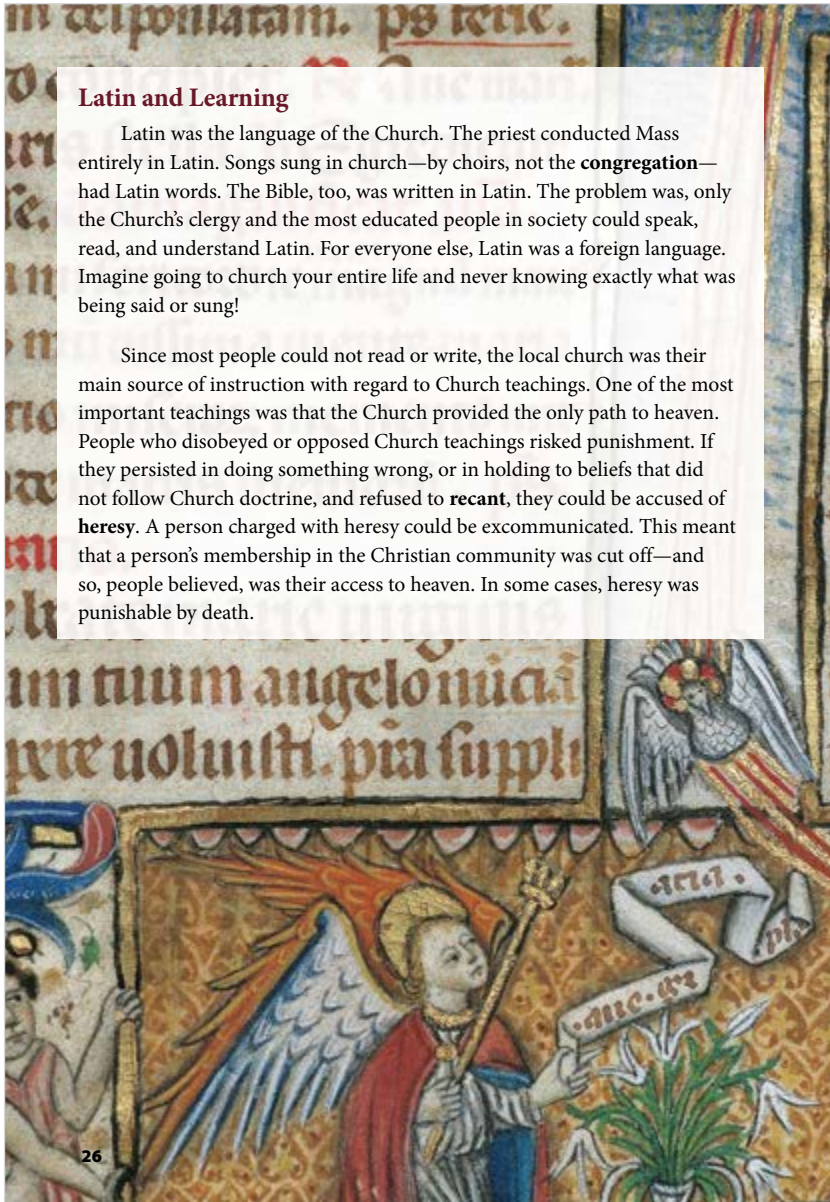 Latin and Learning
Latin was the language of the Church. The priest conducted Mass
entirely in Latin. Songs sung in church—by choirs, not the congregation—
had Latin words. The Bible, too, was written in Latin. The problem was, only
the Church’s clergy and the most educated people in society could speak,
read, and understand Latin. For everyone else, Latin was a foreign language.
Imagine going to church your entire life and never knowing exactly what was
being said or sung!
Since most people could not read or write, the local church was their
main source of instruction with regard to Church teachings. One of the most
important teachings was that the Church provided the only path to heaven.
People who disobeyed or opposed Church teachings risked punishment. If
they persisted in doing something wrong, or in holding to beliefs that did
not follow Church doctrine, and refused to recant, they could be accused of
heresy. A person charged with heresy could be excommunicated. This meant
that a person’s membership in the Christian community was cut off—and
so, people believed, was their access to heaven. In some cases, heresy was
punishable by death.
um tuum angelo nūciā
pere uoluisti. pra suppli
26